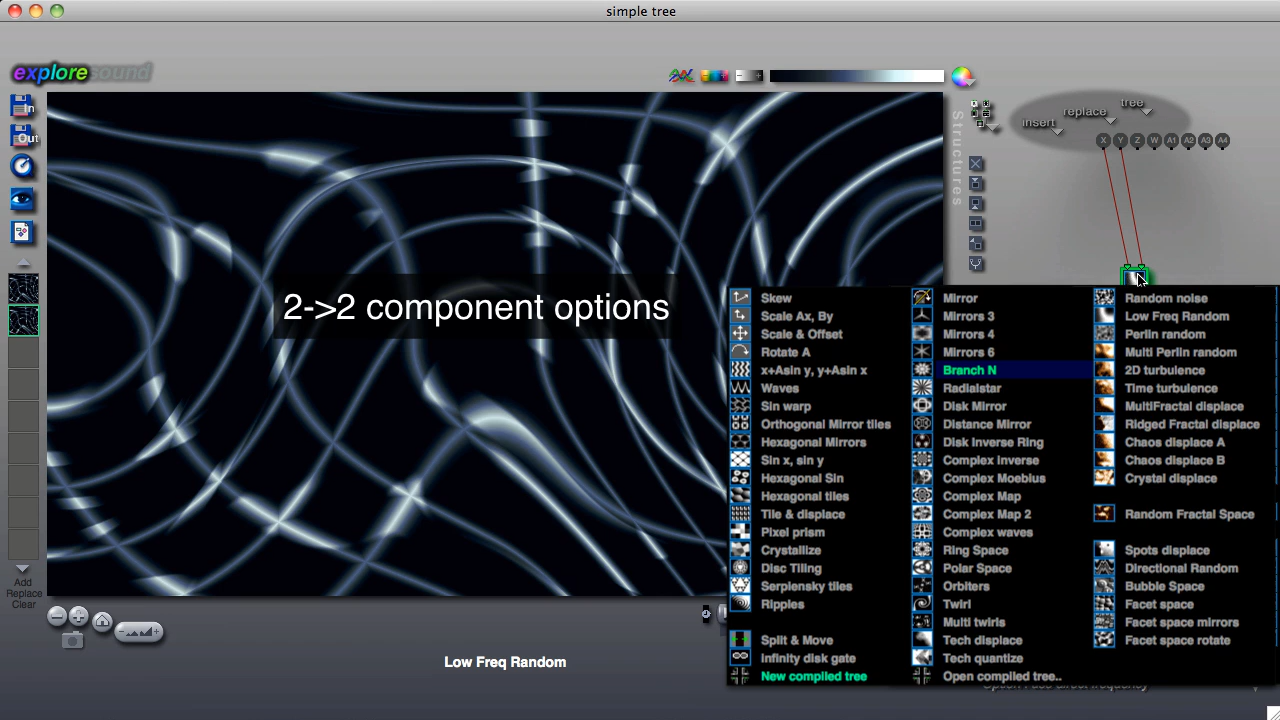 simple tree
exploresound
tree
replace
insert
X Y Z W A1 A2 A3 A4
Structures
In
Out
2->2 component options
Skew
Scale Ax, By
Scale & Offset
Rotate A
x+Asin y, y+Asin x
Waves
Sin warp
Orthogonal Mirror tiles
Hexagonal Mirrors
Sin x, sin y
Hexagonal Sin
Hexagonal tiles
Tile & displace
Pixel prism
Crystallize
Disc Tiling
Serplensky tiles
Ripples
Split & Move
Infinity disk gate
New compiled tree
Mirror
Mirrors 3
Mirrors 4
Mirrors 6
Branch N
Radialstar
Disk Mirror
Distance Mirror
Disk Inverse Ring
Complex inverse
Complex Moebius
Complex Map
Complex Map 2
Complex waves
Ring Space
Polar Space
Orbiters
Twirl
Multi twirls
Tech displace
Tech quantize
Open compiled tree..
Random noise
Low Freq Random
Perlin random
Multi Perlin random
2D turbulence
Time turbulence
MultiFractal displace
Ridged Fractal displace
Chaos displace A
Chaos displace B
Crystal displace
Random Fractal Space
Spots displace
Directional Random
Bubble Space
Facet space
Facet space mirrors
Facet space rotate
Add
Replace
Clear
Low Freq Random